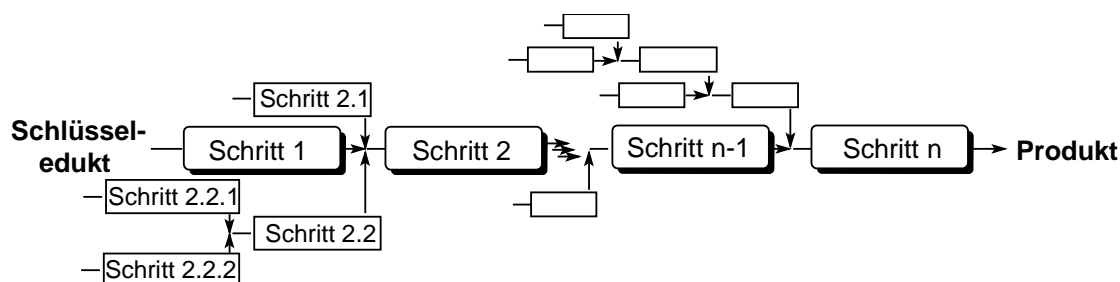 Schritt 2.1
Schlüssel-
edukt
Schritt 1
Schritt 2
Schritt n-1
Schritt n
Produkt
Schritt 2.2.1
Schritt 2.2
Schritt 2.2.2